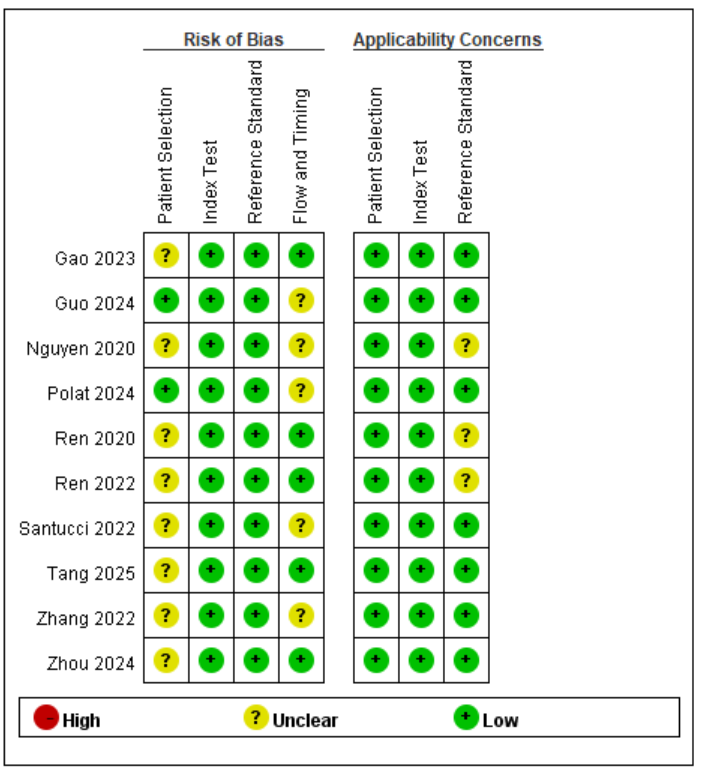 Risk of Bias Applicability Concerns
Patient Selection Index Test Reference Standard Flow and Timing Patient Selection Index Test Reference Standard
Gao 2023 ? + + + + + +
Guo 2024 + + + ? + + +
Nguyen 2020 ? + + ? + + ?
Polat 2024 + + + ? + + +
Ren 2020 ? + + + + + ?
Ren 2022 ? + + + + + ?
Santucci 2022 ? + + ? + + +
Tang 2025 ? + + + + + +
Zhang 2022 ? + + ? + + +
Zhou 2024 ? + + + + + +
- High ? Unclear + Low